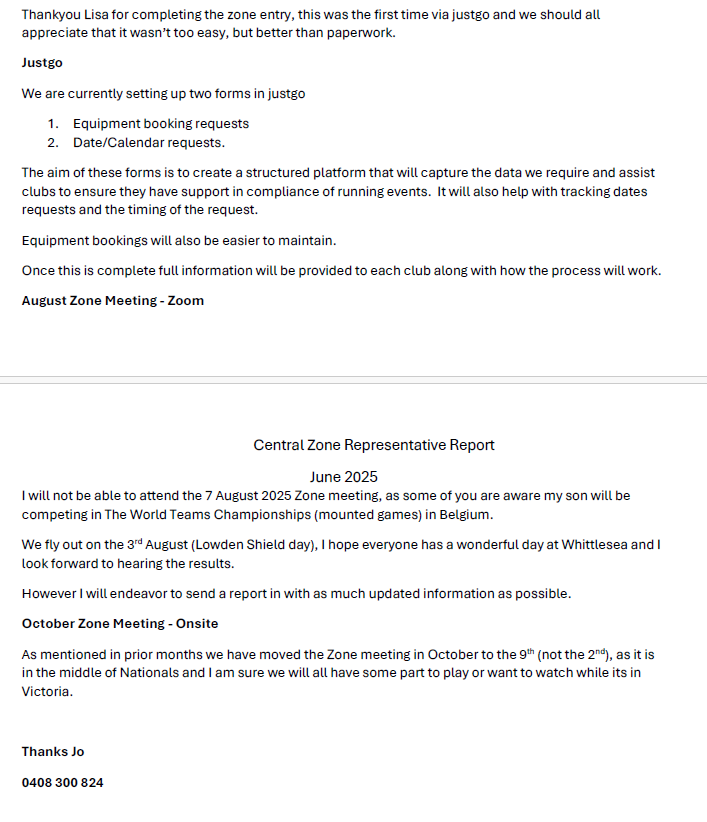 Thankyou Lisa for completing the zone entry, this was the first time via justgo and we should all
appreciate that it wasn't too easy, but better than paperwork.
Justgo
We are currently setting up two forms in justgo
1. Equipment booking requests
2. Date/Calendar requests.
The aim of these forms is to create a structured platform that will capture the data we require and assist
clubs to ensure they have support in compliance of running events.  It will also help with tracking dates
requests and the timing of the request.
Equipment bookings will also be easier to maintain.
Once this is complete full information will be provided to each club along with how the process will work.
August Zone Meeting - Zoom
Central Zone Representative Report
June 2025
I will not be able to attend the 7 August 2025 Zone meeting, as some of you are aware my son will be
competing in The World Teams Championships (mounted games) in Belgium.
We fly out on the 3rd August (Lowden Shield day), I hope everyone has a wonderful day at Whittlesea and I
look forward to hearing the results.
However I will endeavor to send a report in with as much updated information as possible.
October Zone Meeting - Onsite
As mentioned in prior months we have moved the Zone meeting in October to the 9th (not the 2nd), as it is
in the middle of Nationals and I am sure we will all have some part to play or want to watch while its in
Victoria.
Thanks Jo
0408 300 824